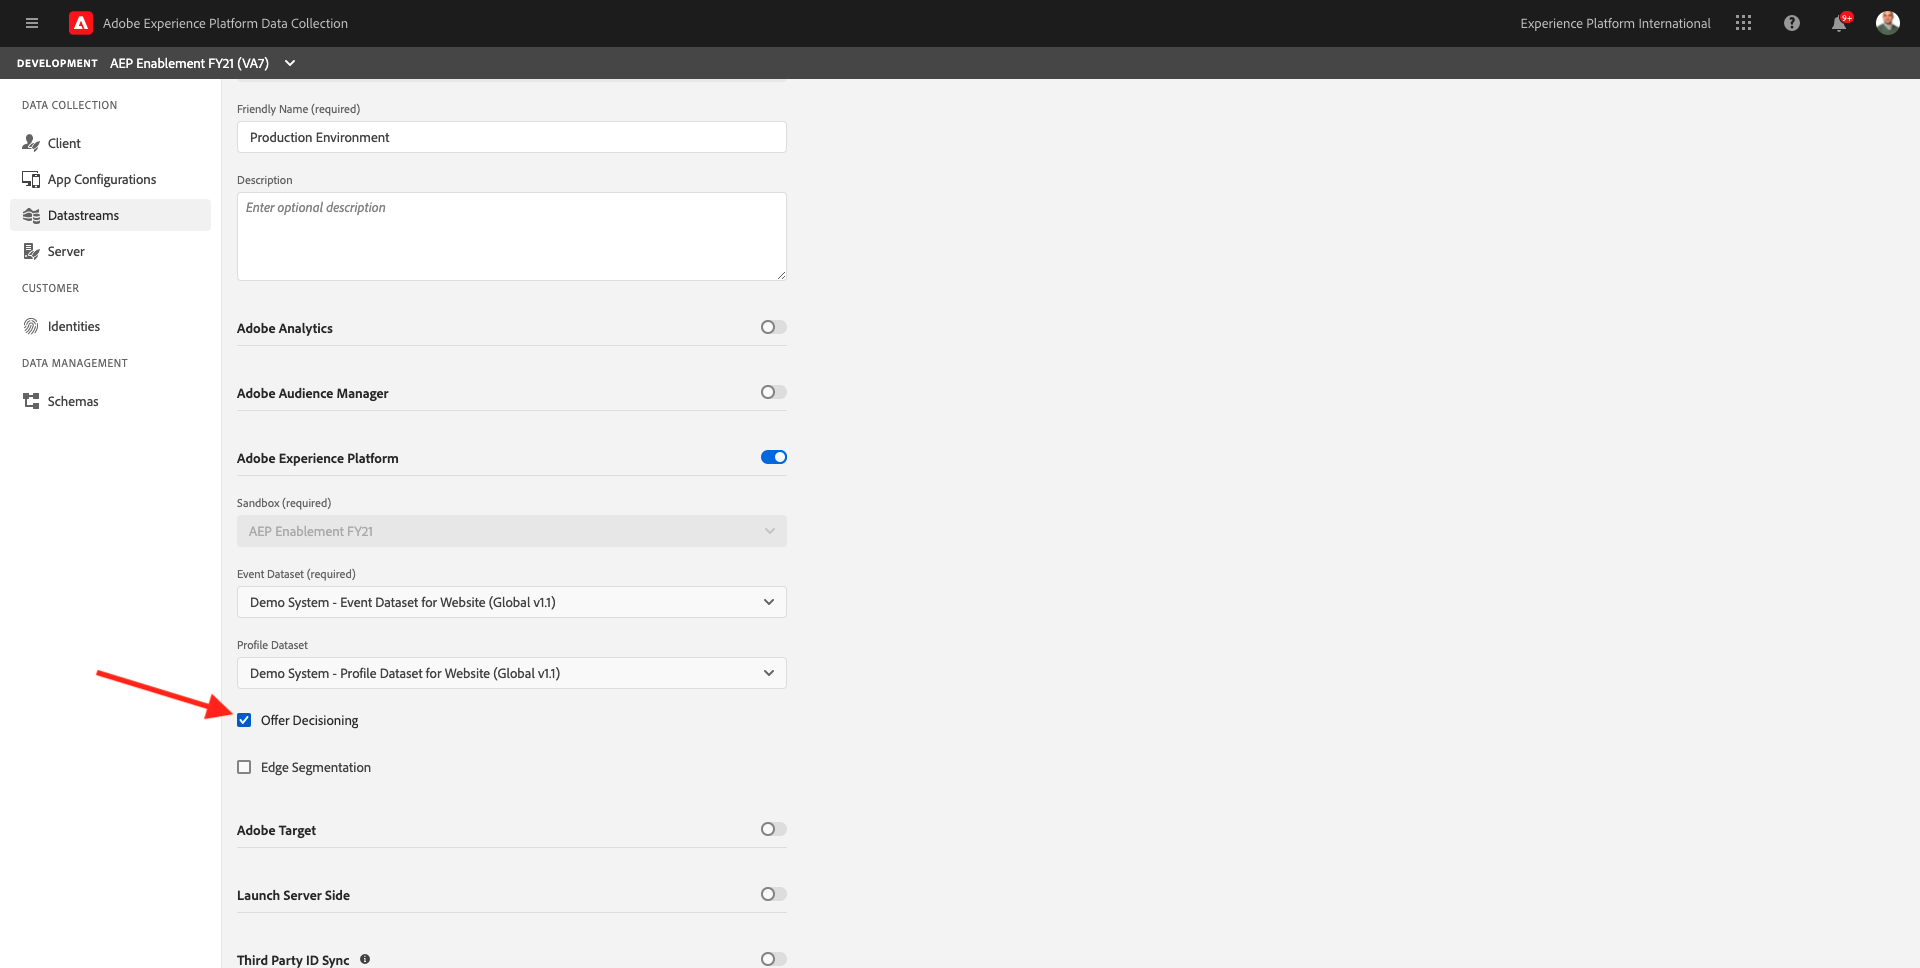 Adobe Experience Platform Data Collection
Experience Platform International
9+
DEVELOPMENT AEP Enablement FY21 (VA7)
DATA COLLECTION
Client
App Configurations
Datastreams
Server
CUSTOMER
Identities
DATA MANAGEMENT
Schemas
Friendly Name (required)
Production Environment
Description
Enter optional description
Adobe Analytics
Adobe Audience Manager
Adobe Experience Platform
Sandbox (required)
AEP Enablement FY21
Event Dataset (required)
Demo System - Event Dataset for Website (Global v1.1)
Profile Dataset
Demo System - Profile Dataset for Website (Global v1.1)
Offer Decisioning
Edge Segmentation
Adobe Target
Launch Server Side
Third Party ID Sync